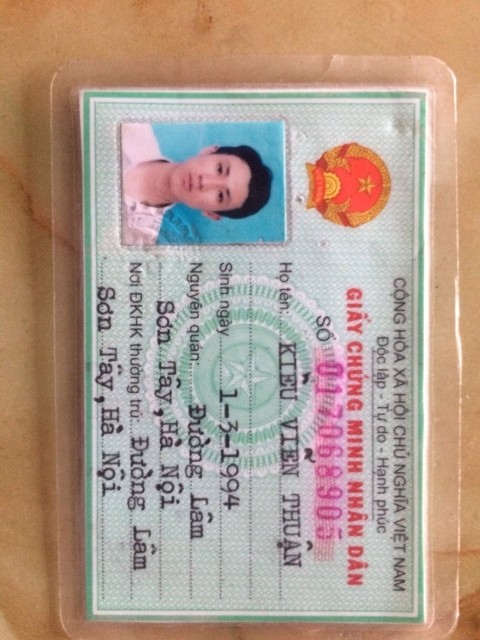 CỘNG HÒA XÃ HỘI CHỦ NGHĨA VIỆT NAM
Độc lập - Tự do - Hạnh phúc
GIẤY CHỨNG MINH NHÂN DÂN
SỐ 017068905
Họ tên: KIỀU VIẾN THUẬN
Sinh ngày 1-3-1994
Nguyên quán: Đường Lâm
Sơn Tây, Hà Nội
Nơi ĐKHK thường trú: Đường Lâm
Sơn Tây, Hà Nội